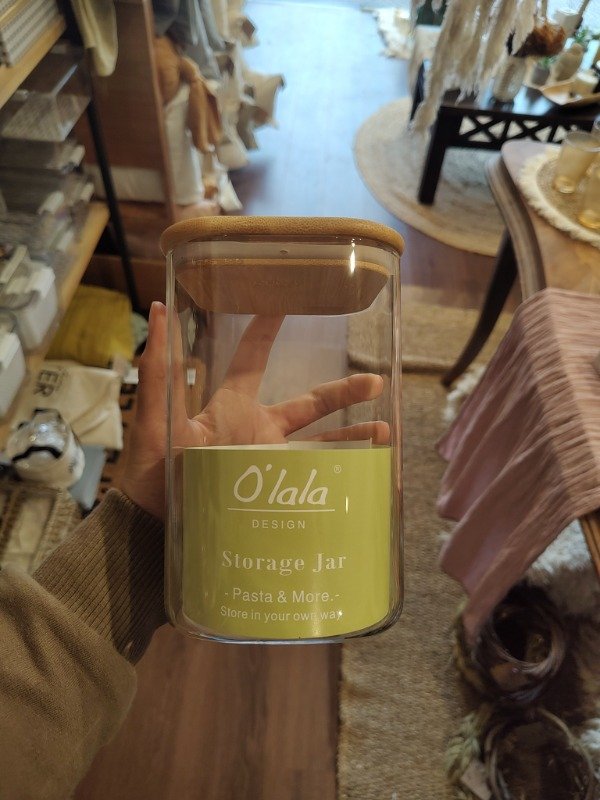 O'lala®
DESIGN
Storage Jar
- Pasta & More.-
Store in your own way